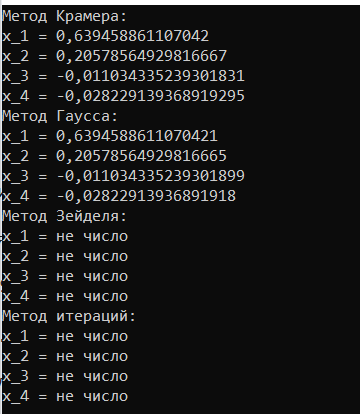 Метод Крамера:
x_1 = 0,639458861107042
x_2 = 0,20578564929816667
x_3 = -0,011034335239301831
x_4 = -0,028229139368919295
Метод Гаусса:
x_1 = 0,6394588611070421
x_2 = 0,20578564929816665
x_3 = -0,011034335239301899
x_4 = -0,02822913936891918
Метод Зейделя:
x_1 = не число
x_2 = не число
x_3 = не число
x_4 = не число
Метод итераций:
x_1 = не число
x_2 = не число
x_3 = не число
x_4 = не число